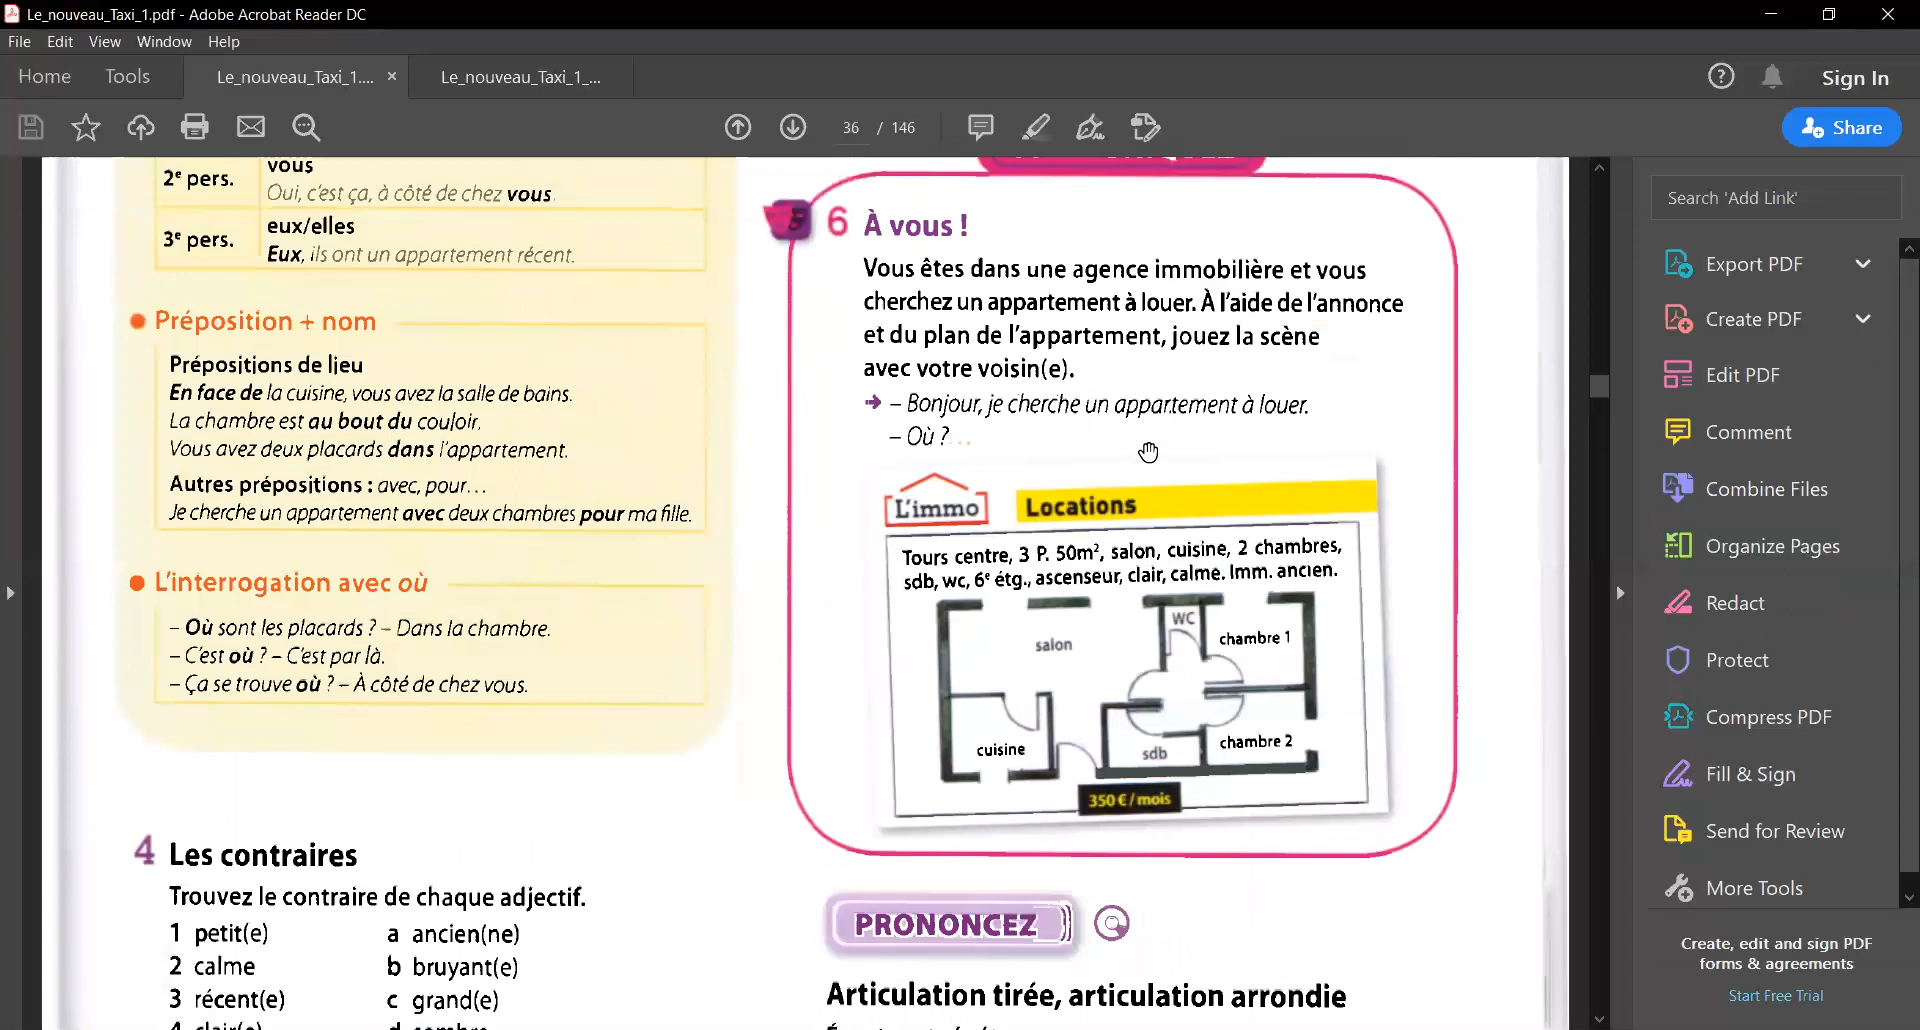 Le_nouveau_Taxi_1.pdf - Adobe Acrobat Reader DC
File Edit View Window Help
Home Tools Le_nouveau_Taxi_1.... × Le_nouveau_Taxi_1_... Sign In
36 / 146 Share
2e pers. vous
Oui, c'est ça, à côté de chez vous.
3e pers. eux/elles
Eux, ils ont un appartement récent.
Préposition + nom
Prépositions de lieu
En face de la cuisine, vous avez la salle de bains.
La chambre est au bout du couloir.
Vous avez deux placards dans l'appartement.
Autres prépositions : avec, pour...
Je cherche un appartement avec deux chambres pour ma fille.
L'interrogation avec où
– Où sont les placards ? – Dans la chambre.
– C'est où ? – C'est par là.
– Ça se trouve où ? – À côté de chez vous.
4 Les contraires
Trouvez le contraire de chaque adjectif.
1 petit(e) a ancien(ne)
2 calme b bruyant(e)
3 récent(e) c grand(e)
4 clair(e) d sombre
6 À vous !
Vous êtes dans une agence immobilière et vous
cherchez un appartement à louer. À l'aide de l'annonce
et du plan de l'appartement, jouez la scène
avec votre voisin(e).
→ – Bonjour, je cherche un appartement à louer.
– Où ? ...
L'immo Locations
Tours centre, 3 P. 50m², salon, cuisine, 2 chambres,
sdb, wc, 6e étg., ascenseur, clair, calme. Imm. ancien.
WC
salon
chambre 1
cuisine
sdb
chambre 2
350 € / mois
PRONONCEZ
Articulation tirée, articulation arrondie
Search 'Add Link'
Export PDF
Create PDF
Edit PDF
Comment
Combine Files
Organize Pages
Redact
Protect
Compress PDF
Fill & Sign
Send for Review
More Tools
Create, edit and sign PDF
forms & agreements
Start Free Trial